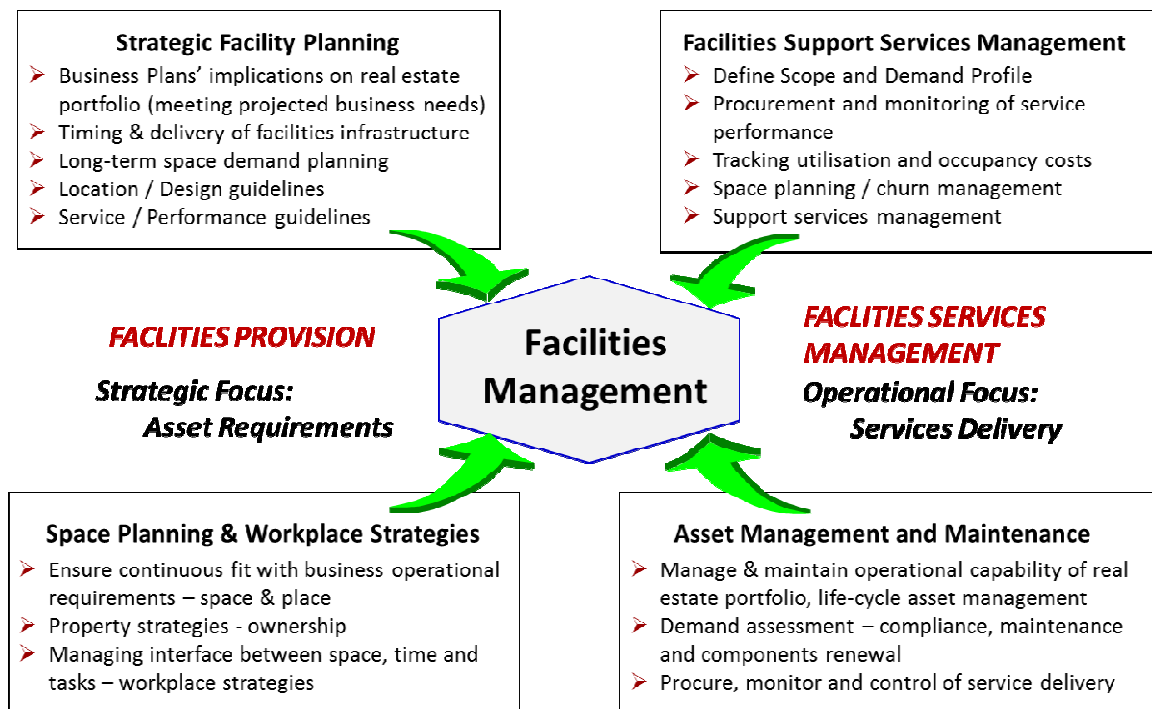 Strategic Facility Planning
➢ Business Plans’ implications on real estate
portfolio (meeting projected business needs)
➢ Timing & delivery of facilities infrastructure
➢ Long-term space demand planning
➢ Location / Design guidelines
➢ Service / Performance guidelines
Facilities Support Services Management
➢ Define Scope and Demand Profile
➢ Procurement and monitoring of service
performance
➢ Tracking utilisation and occupancy costs
➢ Space planning / churn management
➢ Support services management
FACLITIES PROVISION
Strategic Focus:
Asset Requirements
Facilities
Management
FACLITIES SERVICES
MANAGEMENT
Operational Focus:
Services Delivery
Space Planning & Workplace Strategies
➢ Ensure continuous fit with business operational
requirements – space & place
➢ Property strategies - ownership
➢ Managing interface between space, time and
tasks – workplace strategies
Asset Management and Maintenance
➢ Manage & maintain operational capability of real
estate portfolio, life-cycle asset management
➢ Demand assessment – compliance, maintenance
and components renewal
➢ Procure, monitor and control of service delivery